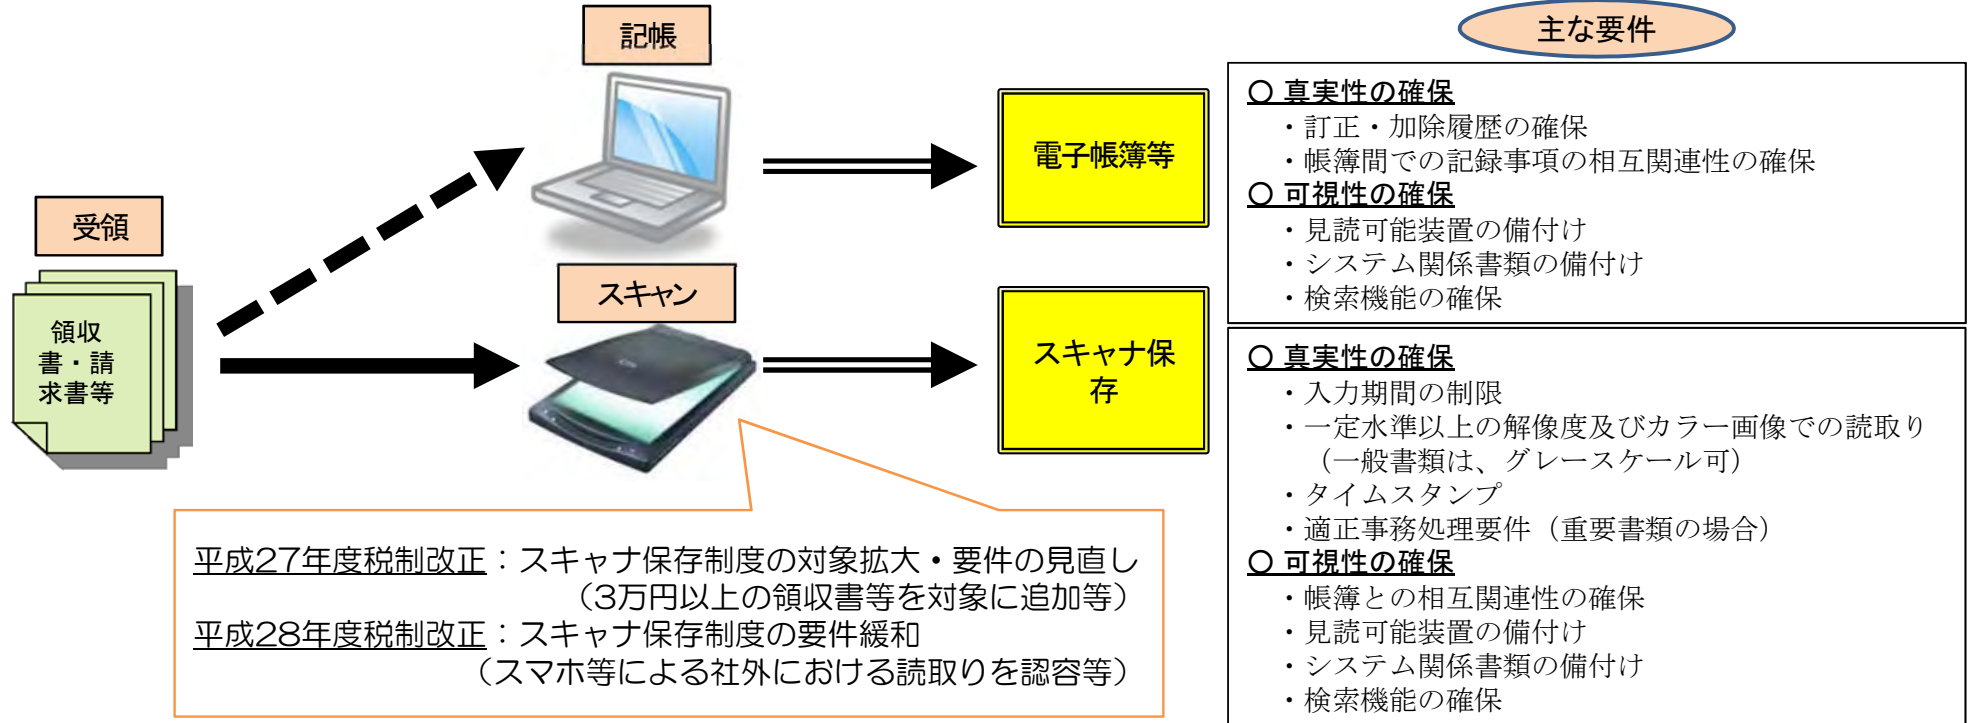 記帳
主な要件
受領
領収
書・請
求書等
スキャン
電子帳簿等
スキャナ保
存
○ 真実性の確保
・訂正・加除履歴の確保
・帳簿間での記録事項の相互関連性の確保
○ 可視性の確保
・見読可能装置の備付け
・システム関係書類の備付け
・検索機能の確保
○ 真実性の確保
・入力期間の制限
・一定水準以上の解像度及びカラー画像での読取り
（一般書類は、グレースケール可）
・タイムスタンプ
・適正事務処理要件（重要書類の場合）
○ 可視性の確保
・帳簿との相互関連性の確保
・見読可能装置の備付け
・システム関係書類の備付け
・検索機能の確保
平成27年度税制改正：スキャナ保存制度の対象拡大・要件の見直し
（3万円以上の領収書等を対象に追加等）
平成28年度税制改正：スキャナ保存制度の要件緩和
（スマホ等による社外における読取りを認容等）